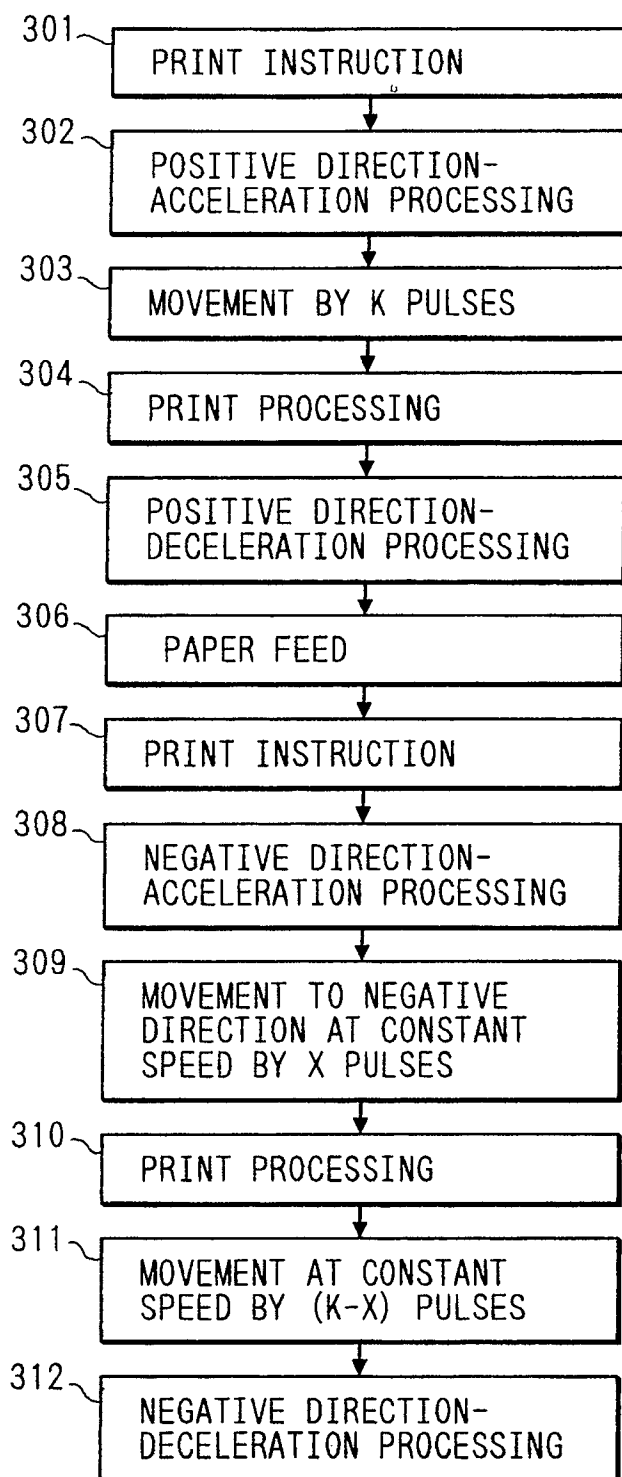 301
PRINT INSTRUCTION
302
POSITIVE DIRECTION-
ACCELERATION PROCESSING
303
MOVEMENT BY K PULSES
304
PRINT PROCESSING
305
POSITIVE DIRECTION-
DECELERATION PROCESSING
306
PAPER FEED
307
PRINT INSTRUCTION
308
NEGATIVE DIRECTION-
ACCELERATION PROCESSING
309
MOVEMENT TO NEGATIVE
DIRECTION AT CONSTANT
SPEED BY X PULSES
310
PRINT PROCESSING
311
MOVEMENT AT CONSTANT
SPEED BY (K-X) PULSES
312
NEGATIVE DIRECTION-
DECELERATION PROCESSING